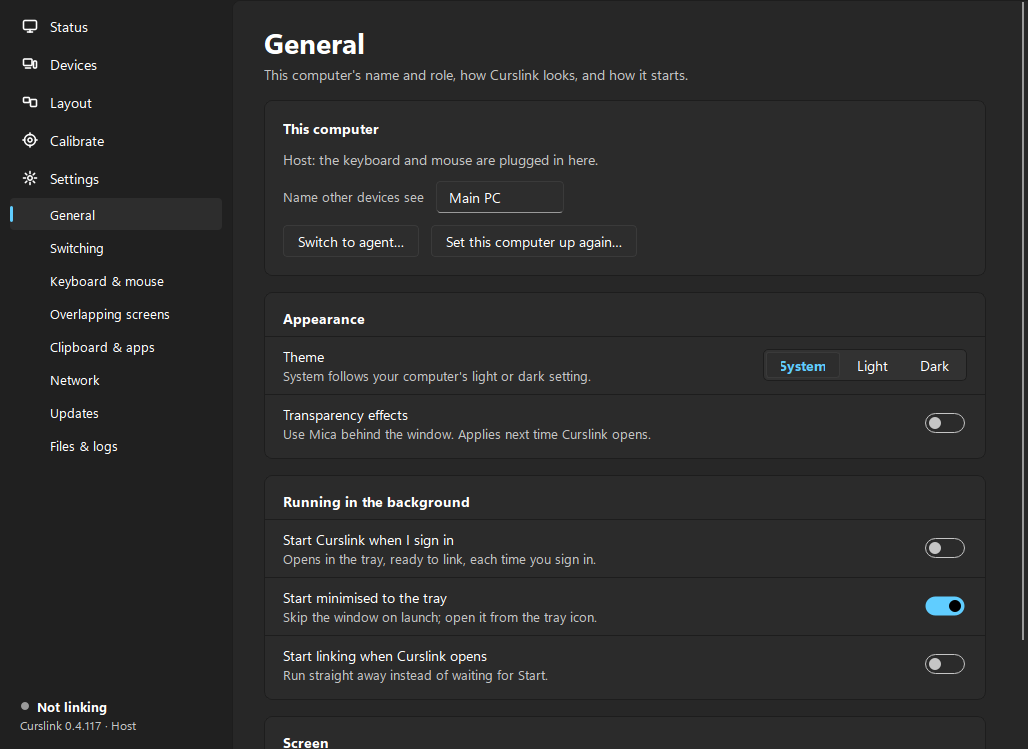 Status
Devices
Layout
Calibrate
Settings
General
Switching
Keyboard & mouse
Overlapping screens
Clipboard & apps
Network
Updates
Files & logs
Not linking
Curslink 0.4.117 · Host
General
This computer's name and role, how Curslink looks, and how it starts.
This computer
Host: the keyboard and mouse are plugged in here.
Name other devices see Main PC
Switch to agent... Set this computer up again...
Appearance
Theme
System follows your computer's light or dark setting.
System Light Dark
Transparency effects
Use Mica behind the window. Applies next time Curslink opens.
Running in the background
Start Curslink when I sign in
Opens in the tray, ready to link, each time you sign in.
Start minimised to the tray
Skip the window on launch; open it from the tray icon.
Start linking when Curslink opens
Run straight away instead of waiting for Start.
Screen